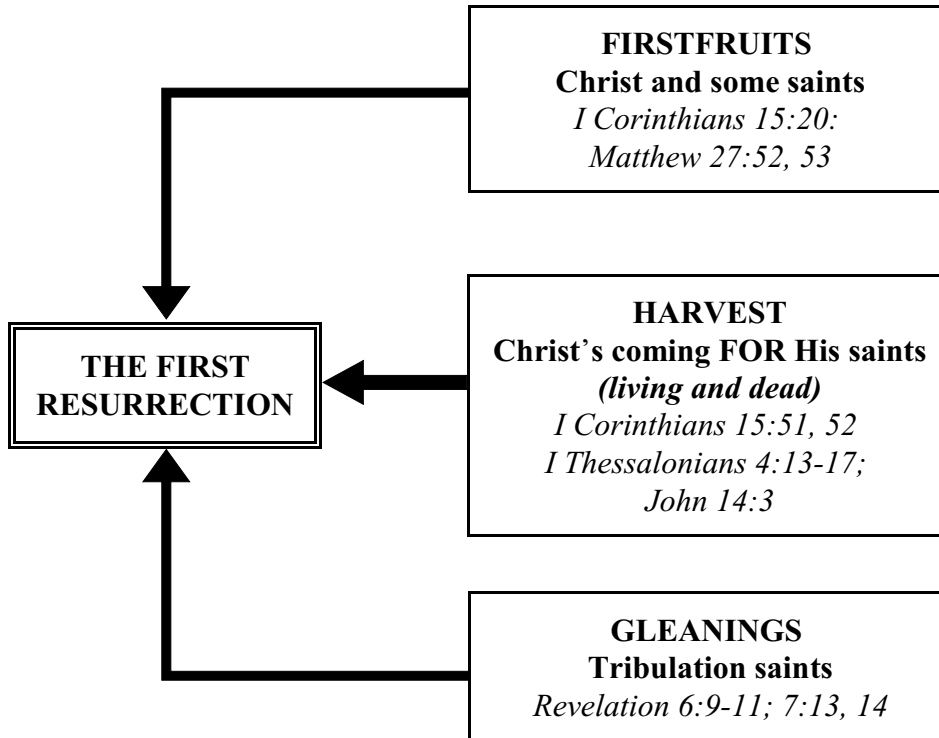 FIRSTFRUITS
Christ and some saints
I Corinthians 15:20:
Matthew 27:52, 53
THE FIRST
RESURRECTION
HARVEST
Christ's coming FOR His saints
(living and dead)
I Corinthians 15:51, 52
I Thessalonians 4:13-17;
John 14:3
GLEANINGS
Tribulation saints
Revelation 6:9-11; 7:13, 14